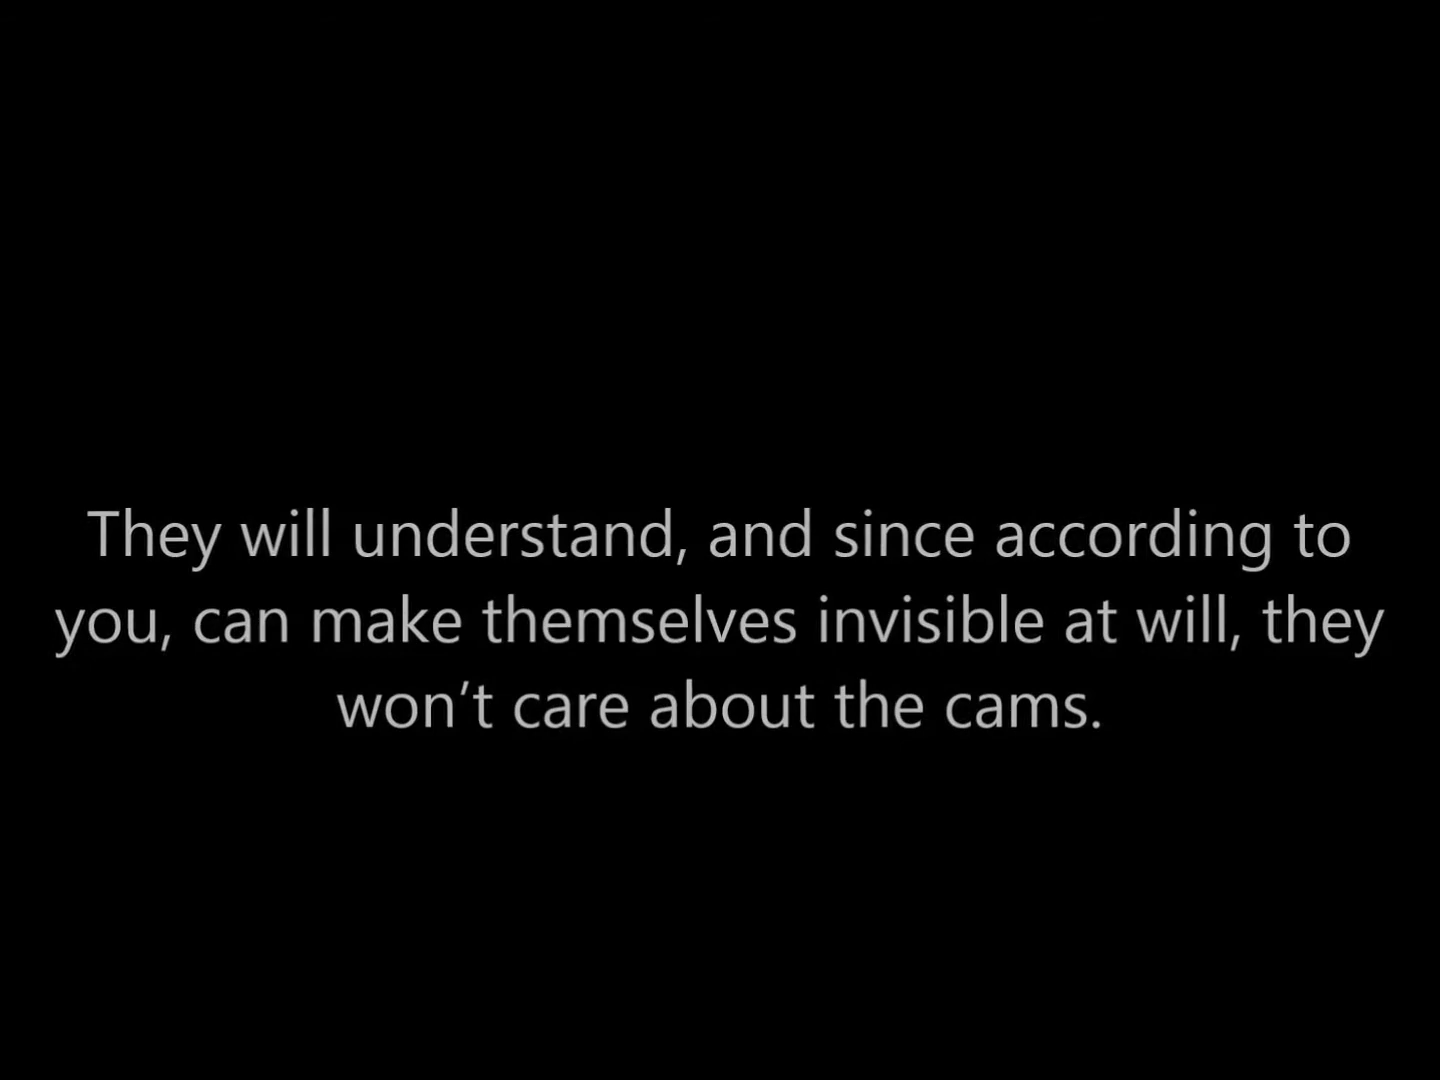 They will understand, and since according to
you, can make themselves invisible at will, they
won’t care about the cams.